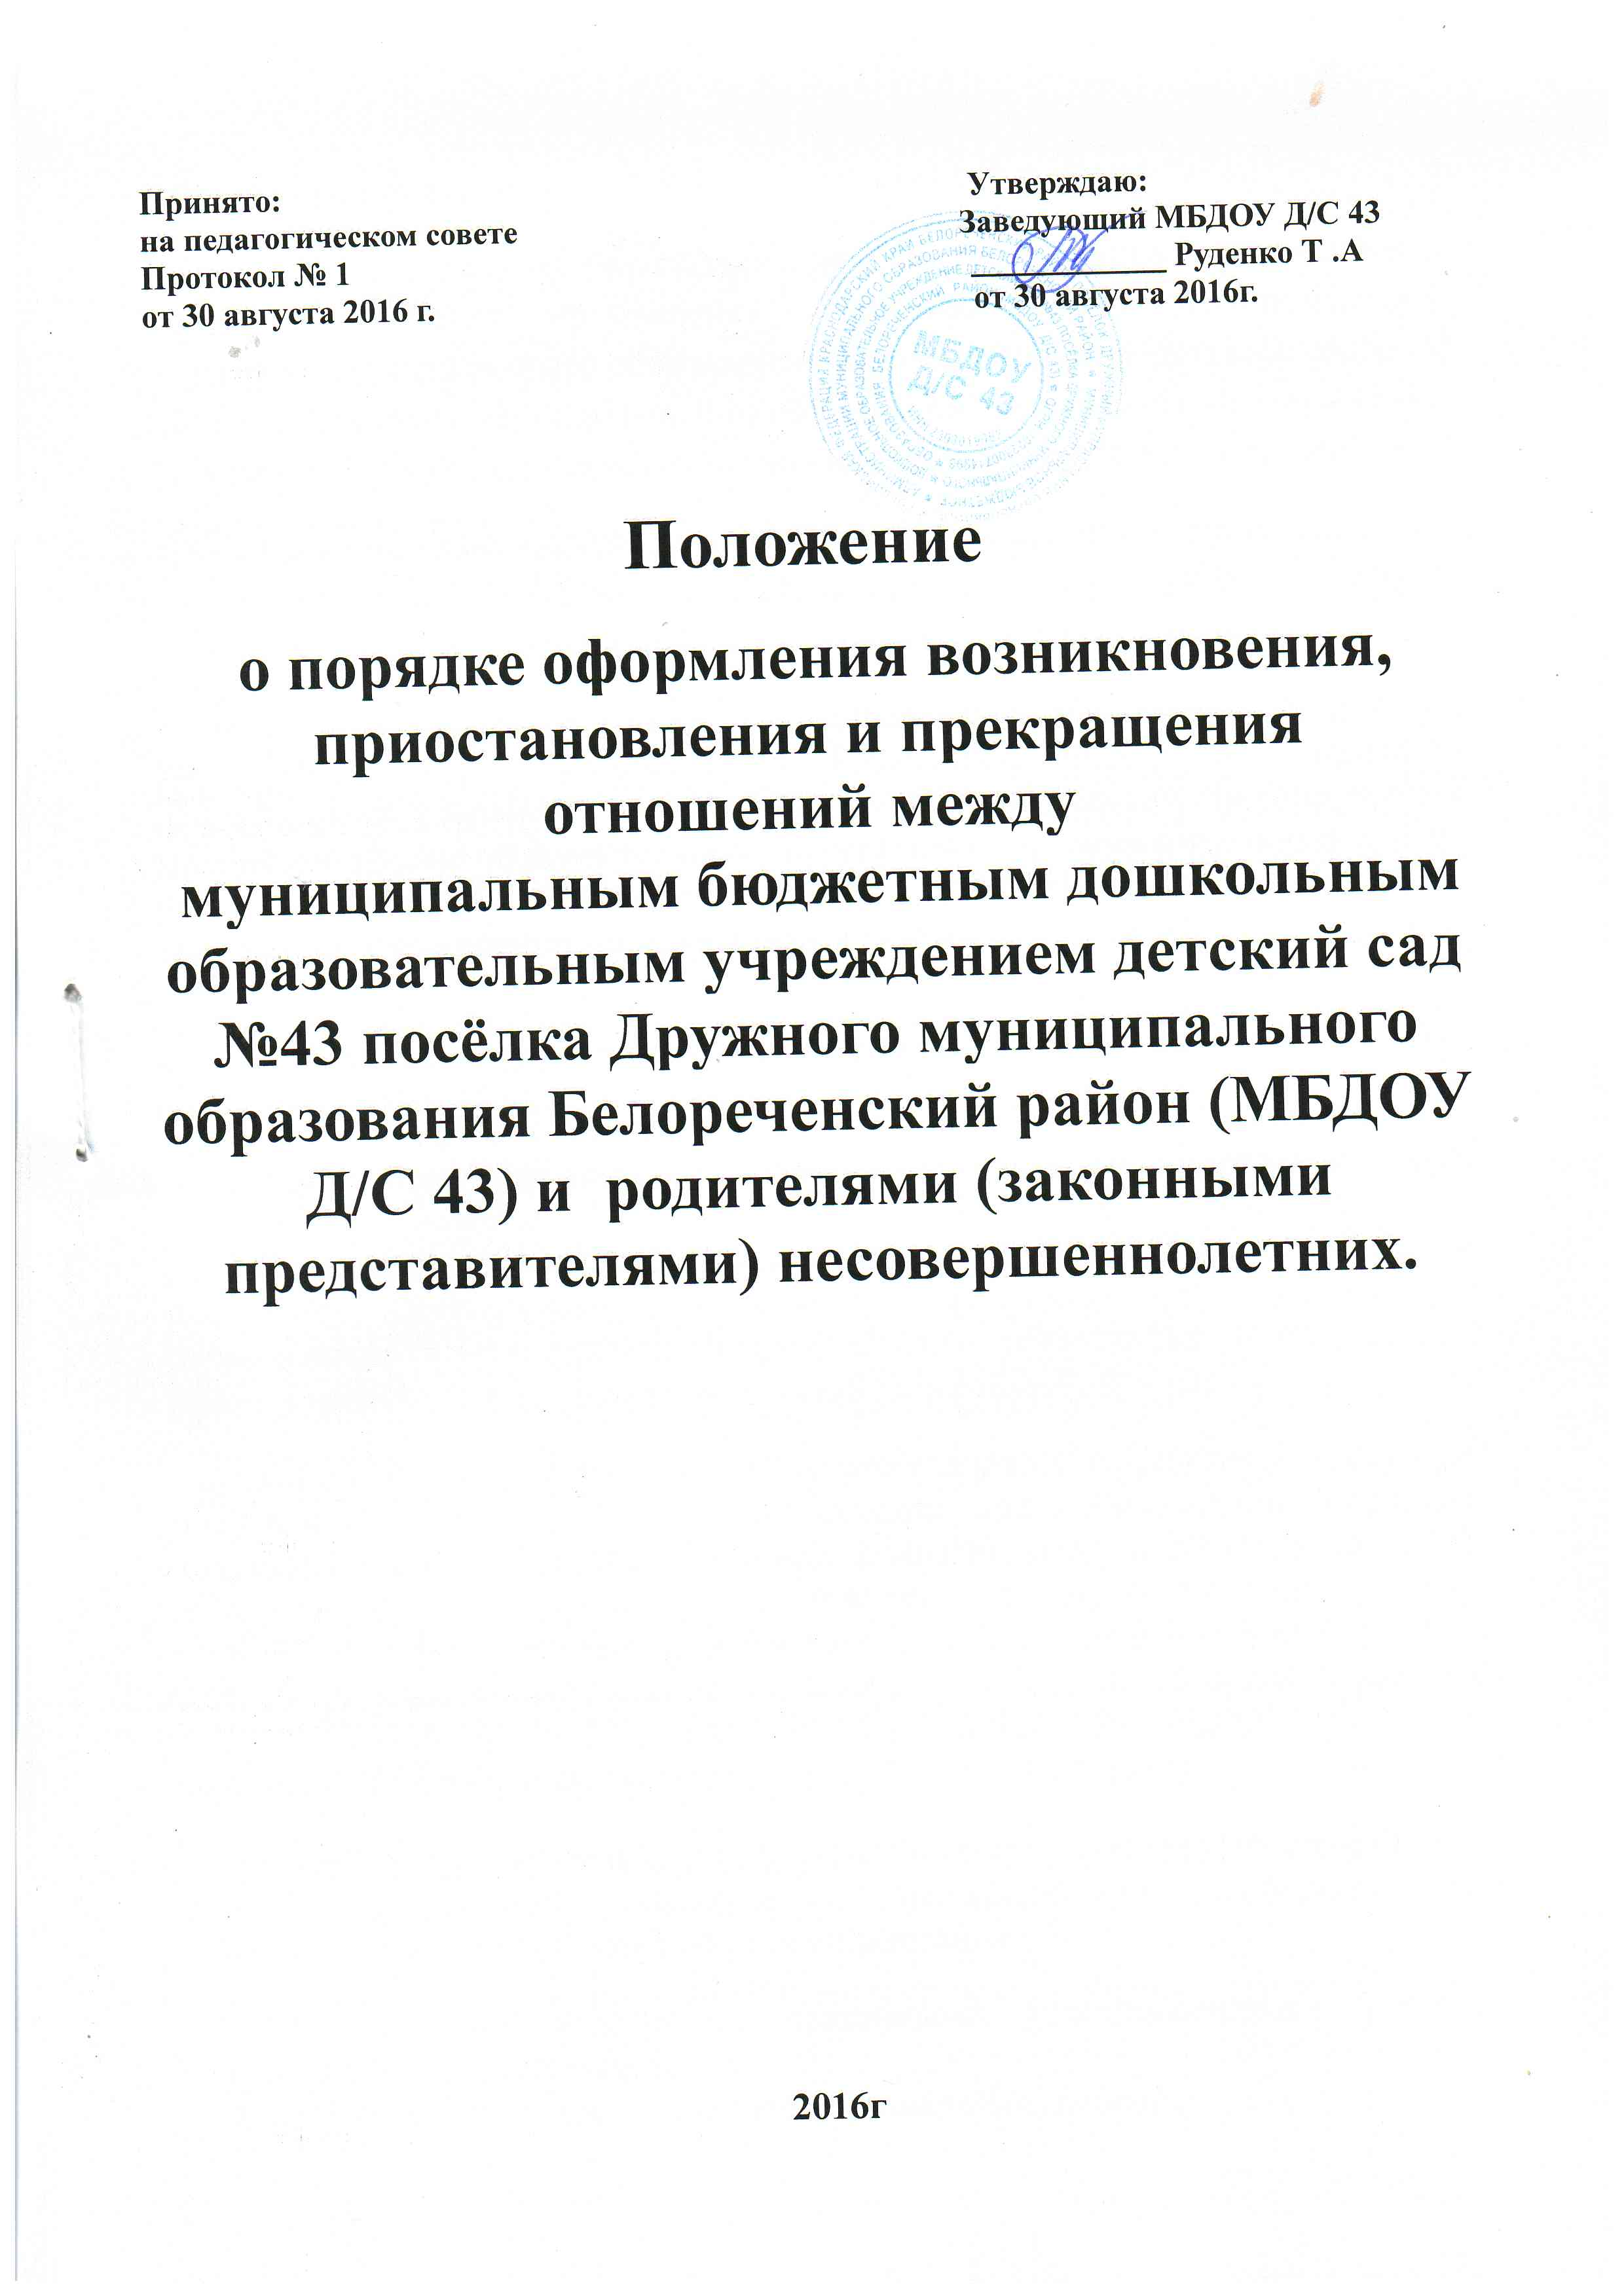 Принято:
на педагогическом совете
Протокол № 1
от 30 августа 2016 г.
Утверждаю:
Заведующий МБДОУ Д/С 43
____________ Руденко Т .А
от 30 августа 2016г.
МБДОУ
Д/С 43
Положение
о порядке оформления возникновения,
приостановления и прекращения
отношений между
муниципальным бюджетным дошкольным
образовательным учреждением детский сад
№43 посёлка Дружного муниципального
образования Белореченский район (МБДОУ
Д/С 43) и  родителями (законными
представителями) несовершеннолетних.
2016г